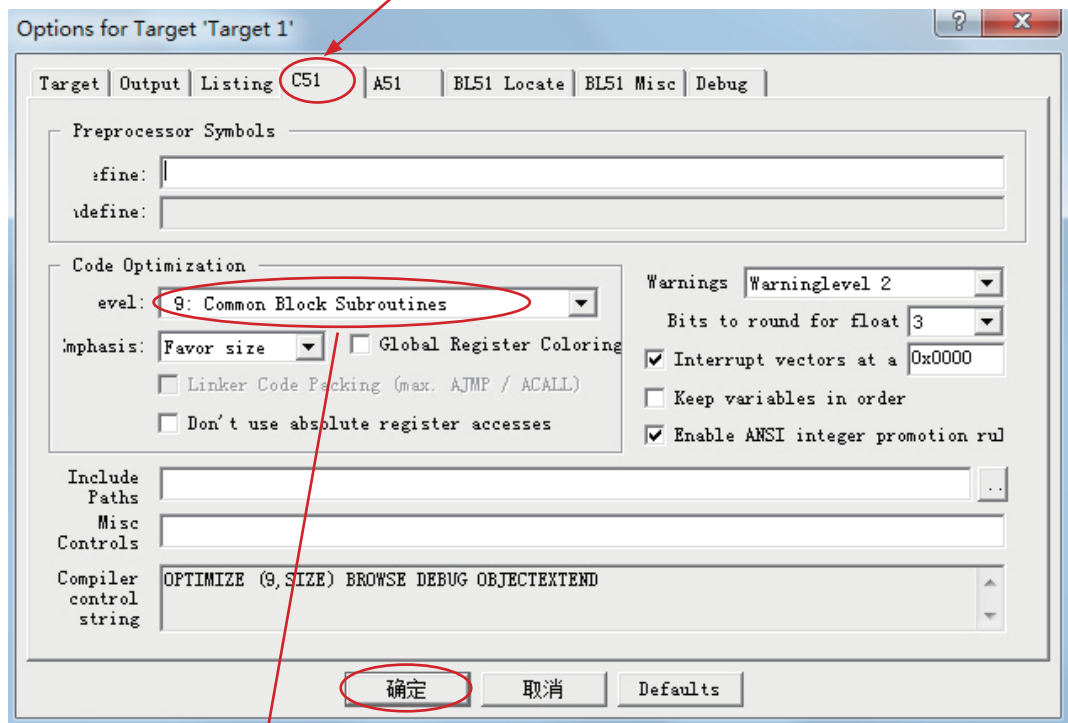 Options for Target 'Target 1'
Target Output Listing C51 A51 BL51 Locate BL51 Misc Debug
Preprocessor Symbols
efine:
define:
Code Optimization
evel: 9: Common Block Subroutines
mphasis: Favor size Global Register Coloring
Linker Code Packing (max. AJMP / ACALL)
Don't use absolute register accesses
Warnings Warninglevel 2
Bits to round for float 3
Interrupt vectors at a 0x0000
Keep variables in order
Enable ANSI integer promotion rul
Include
Paths
..
Misc
Controls
Compiler
control
string
OPTIMIZE (9,SIZE) BROWSE DEBUG OBJECTEXTEND
确定 取消 Defaults